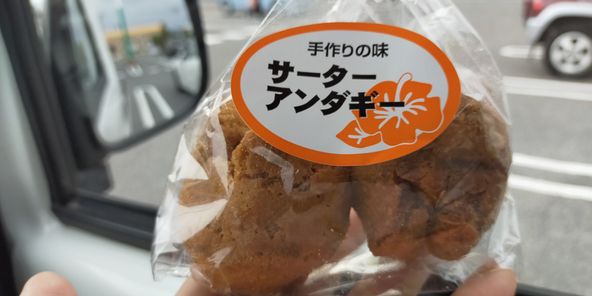 手作りの味
サーター
アンダギー